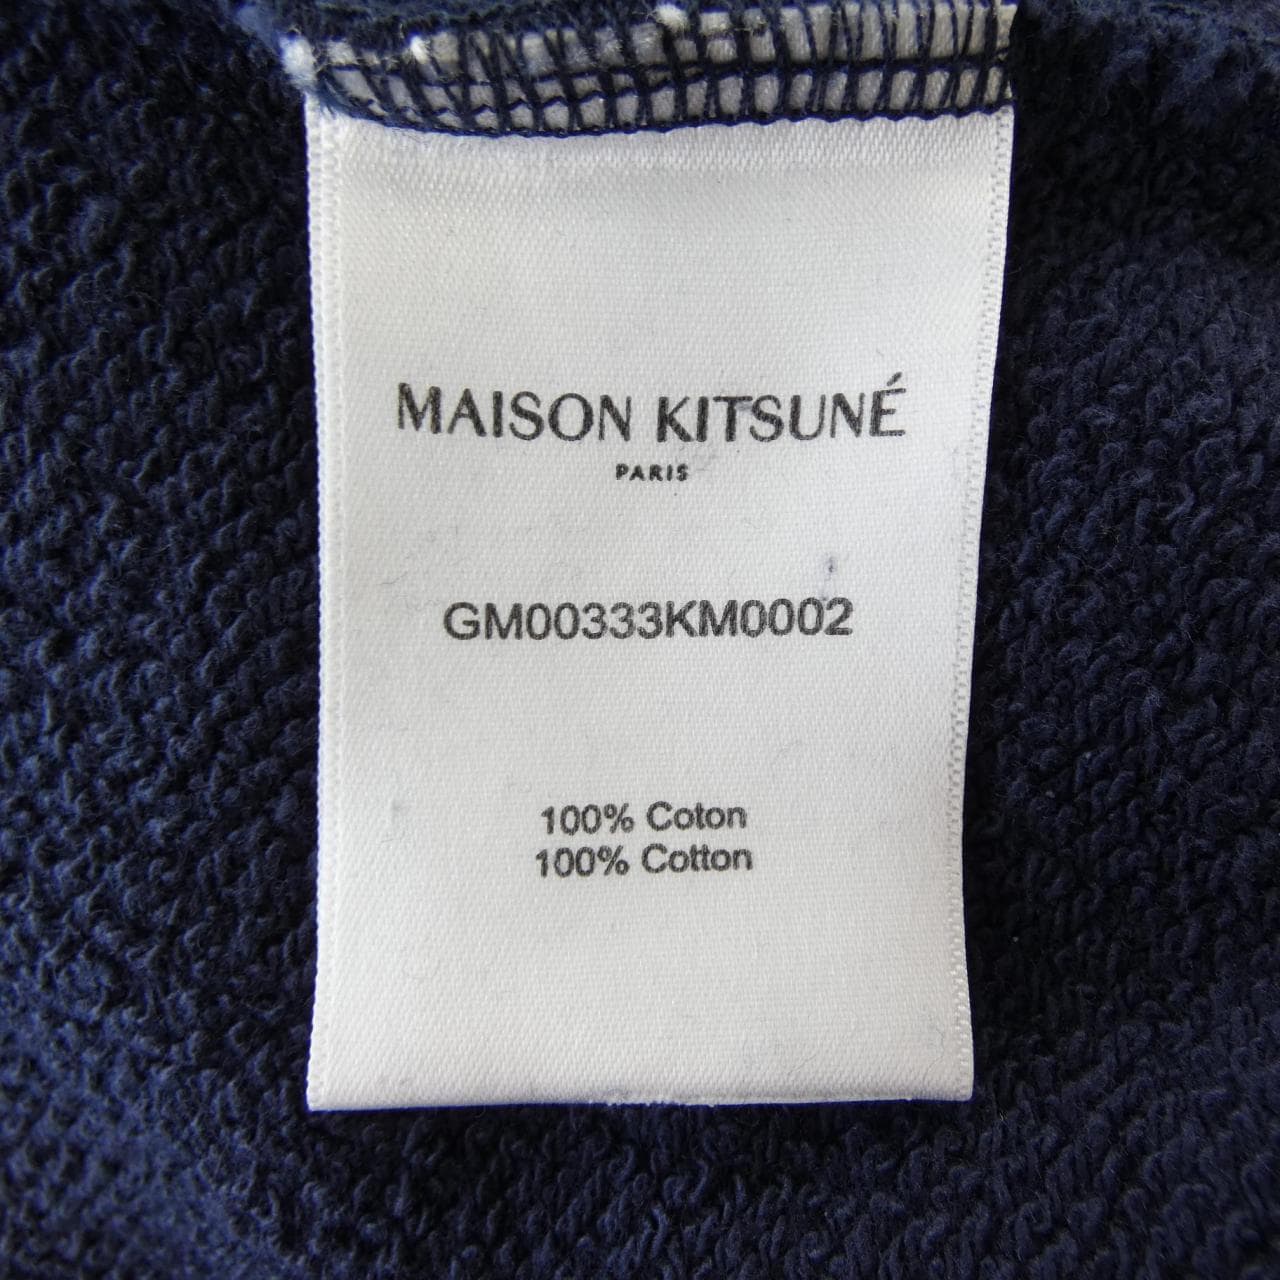 MAISON KITSUNÉ
PARIS
GM00333KM0002
100% Coton
100% Cotton